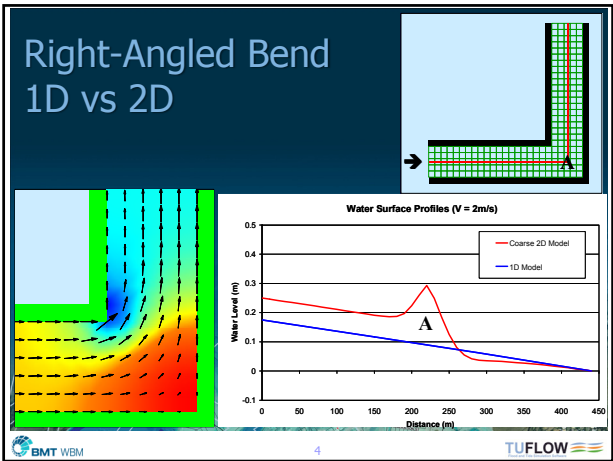 Right-Angled Bend
1D vs 2D
A
Water Surface Profiles (V = 2m/s)
Water Level (m)
0.5
0.4
0.3
0.2
0.1
0
-0.1
Coarse 2D Model
1D Model
A
0 50 100 150 200 250 300 350 400 450
Distance (m)
BMT WBM
4
TUFLOW